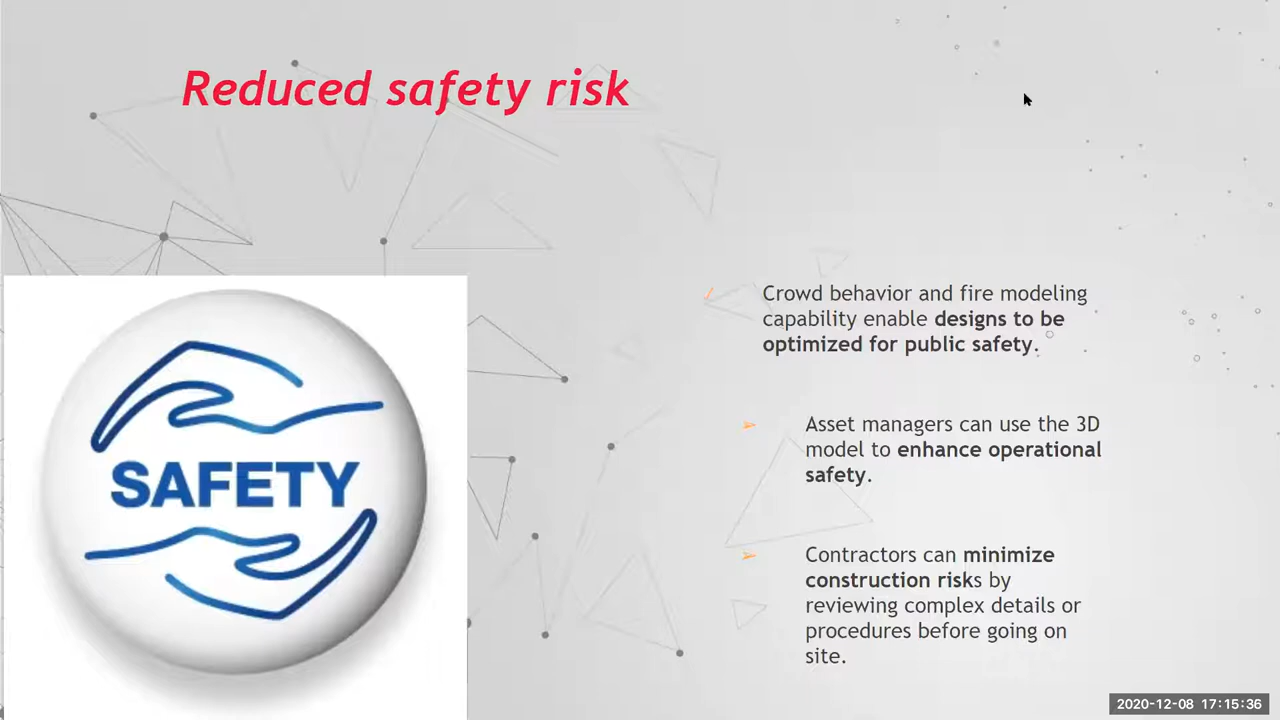 Reduced safety risk
Crowd behavior and fire modeling
capability enable designs to be
optimized for public safety.
SAFETY
Asset managers can use the 3D
model to enhance operational
safety.
Contractors can minimize
construction risks by
reviewing complex details or
procedures before going on
site.
2020-12-08 17:15:36